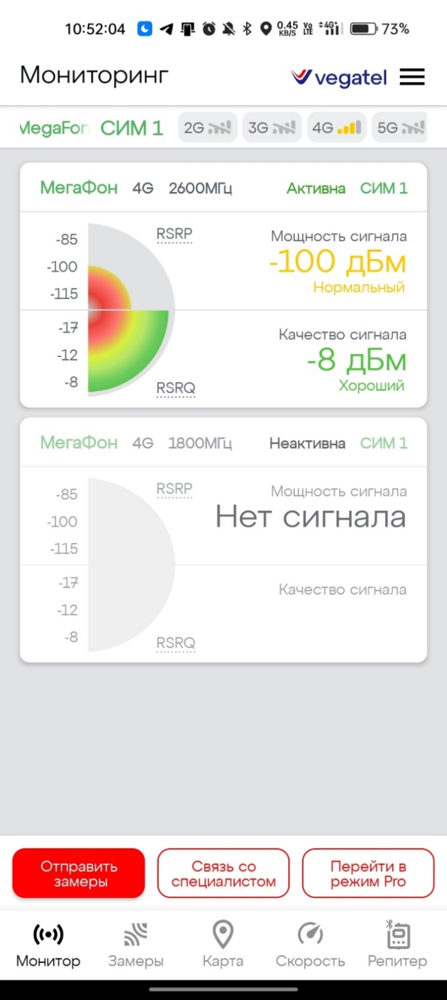 10:52:04 0.45 KB/S Vo LTE 4G+ 73%
Мониторинг vegatel
MegaFon СИМ 1 2G 3G 4G 5G
МегаФон 4G 2600МГц Активна СИМ 1
-85 RSRP Мощность сигнала
-100 -100 дБм
-115 Нормальный
-17 Качество сигнала
-12 -8 дБм
-8 RSRQ Хороший
МегаФон 4G 1800МГц Неактивна СИМ 1
-85 RSRP Мощность сигнала
-100 Нет сигнала
-115
-17 Качество сигнала
-12
-8 RSRQ
Отправить замеры
Связь со специалистом
Перейти в режим Pro
Монитор Замеры Карта Скорость Репитер